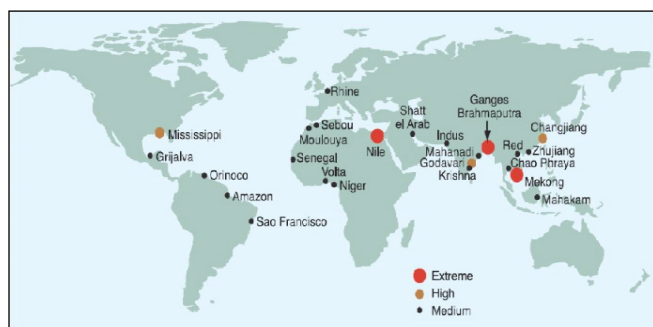 Rhine
Ganges
Brahmaputra
Shatt
el Arab
Changjiang
Sebou
Indus
Mississippi
Moulouya
Mahanadi
Red
Zhujiang
Grijalva
Senegal
Nile
Godavari
Chao Phraya
Volta
Krishna
Orinoco
Niger
Mekong
Amazon
Mahakam
Sao Francisco
Extreme
High
Medium